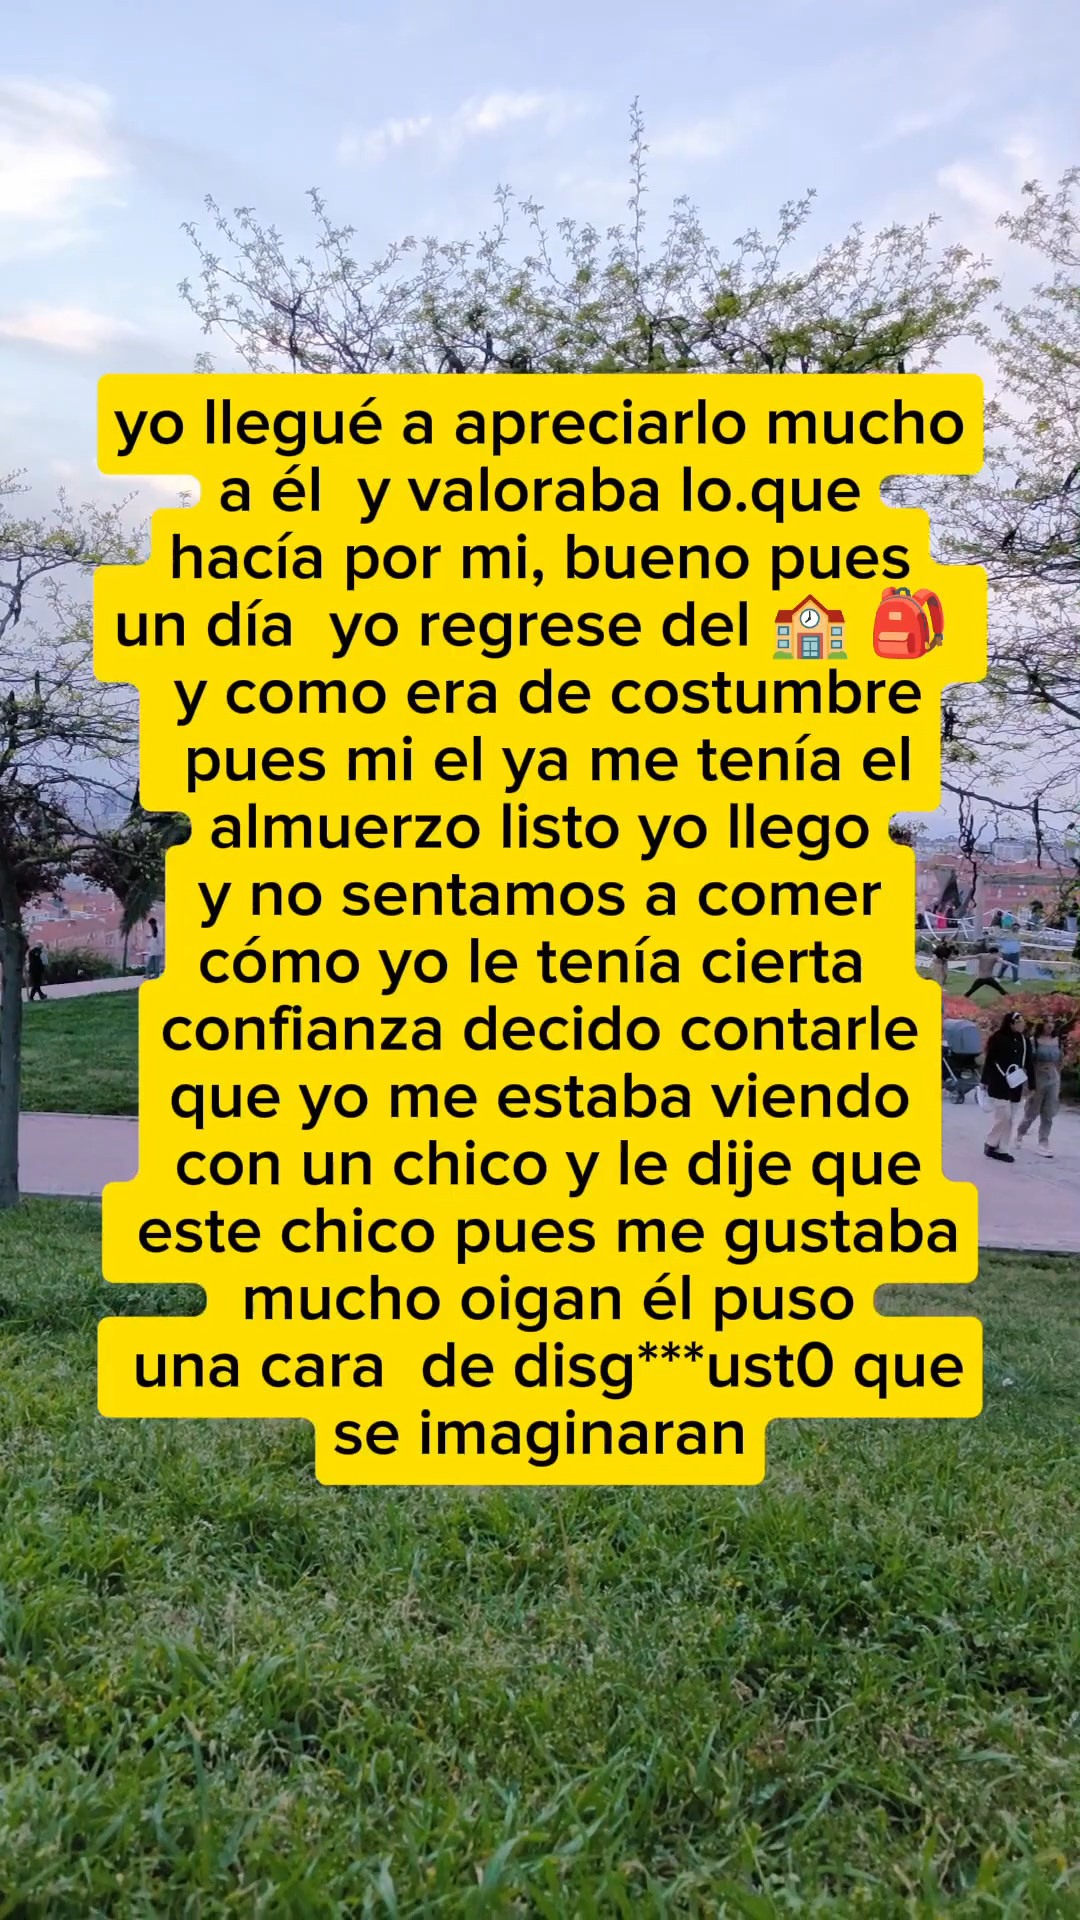 yo llegué a apreciarlo mucho
a él  y valoraba lo.que
hacía por mi, bueno pues
un día  yo regrese del 🏫 🎒
y como era de costumbre
pues mi el ya me tenía el
almuerzo listo yo llego
y no sentamos a comer
cómo yo le tenía cierta
confianza decido contarle
que yo me estaba viendo
con un chico y le dije que
este chico pues me gustaba
mucho oigan él puso
una cara  de disg***ust0 que
se imaginaran